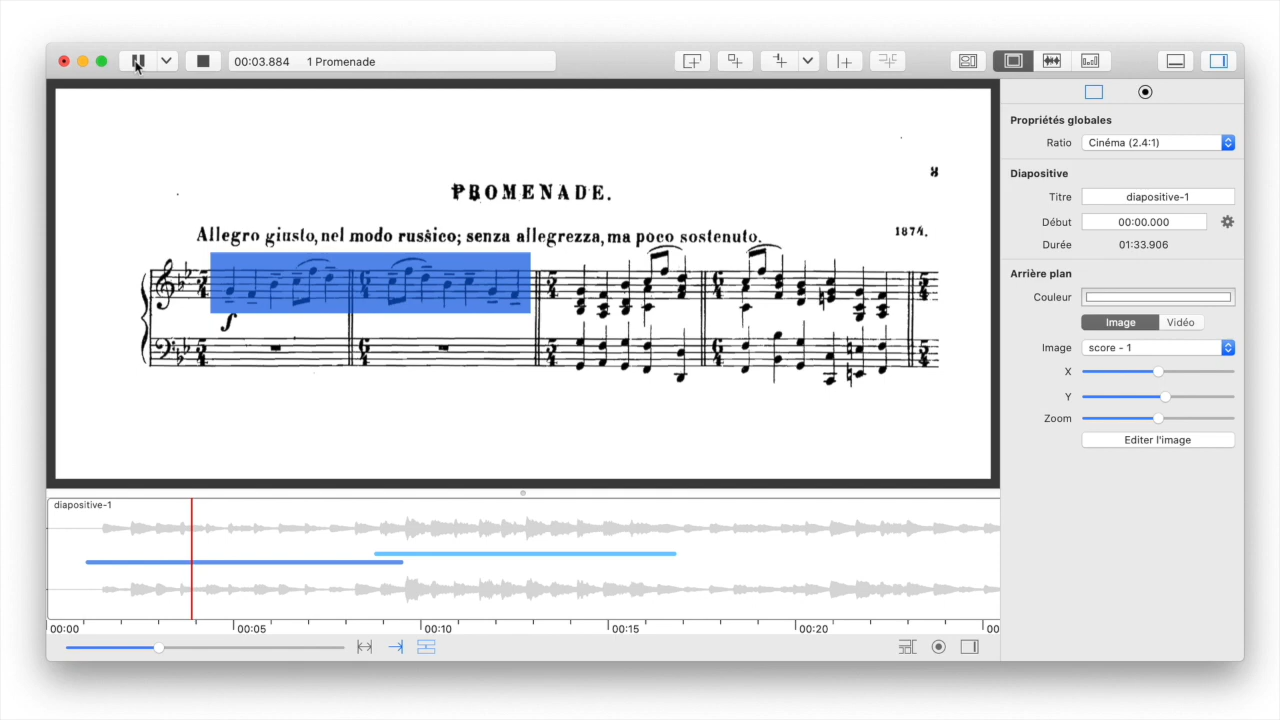 00:03.884 1 Promenade
8
PROMENADE.
Allegro giusto, nel modo russico; senza allegrezza, ma poco sostenuto.
1874.
f
Propriétés globales
Ratio Cinéma (2.4:1)
Diapositive
Titre diapositive-1
Début 00:00.000
Durée 01:33.906
Arrière plan
Couleur
Image Vidéo
Image score - 1
X
Y
Zoom
Editer l'image
diapositive-1
00:00 00:05 00:10 00:15 00:20 00